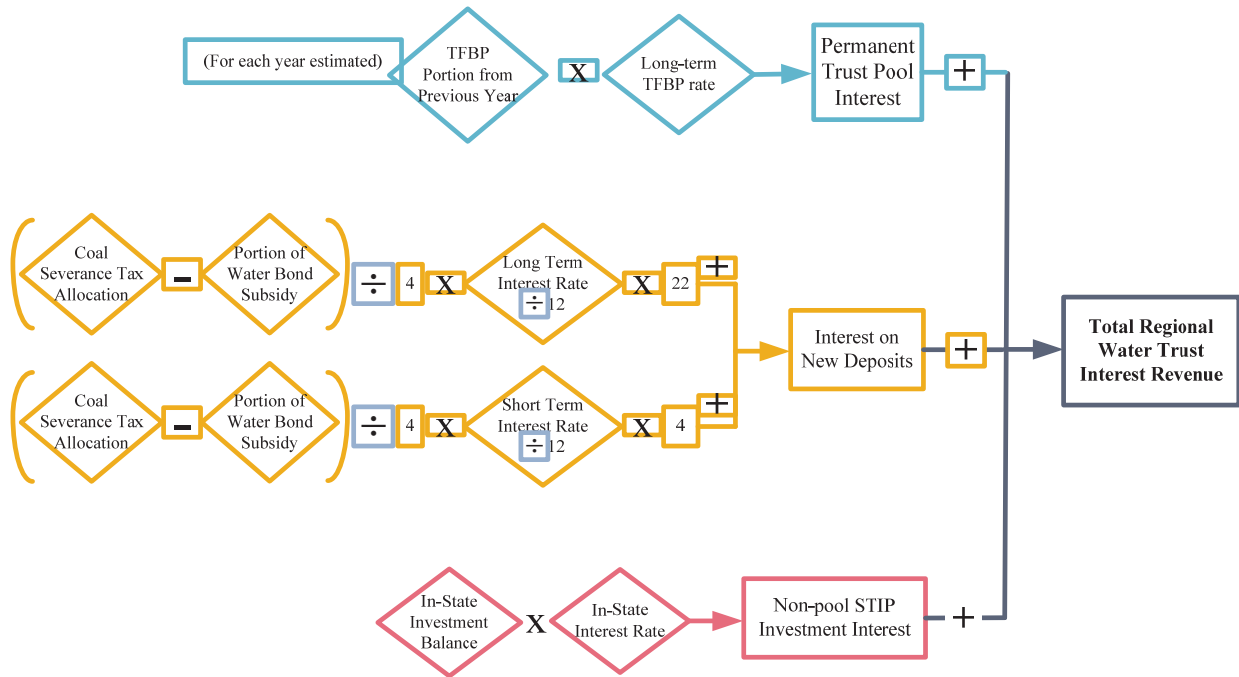 (For each year estimated)
TFBP
Portion from
Previous Year
X
Long-term
TFBP rate
Permanent
Trust Pool
Interest
+
(
Coal
Severance Tax
Allocation
–
Portion of
Water Bond
Subsidy
)
÷
4
X
Long Term
Interest Rate
÷ 12
X
22
+
(
Coal
Severance Tax
Allocation
–
Portion of
Water Bond
Subsidy
)
÷
4
X
Short Term
Interest Rate
÷ 12
X
4
+
Interest on
New Deposits
+
Total Regional
Water Trust
Interest Revenue
In-State
Investment
Balance
X
In-State
Interest Rate
Non-pool STIP
Investment Interest
+